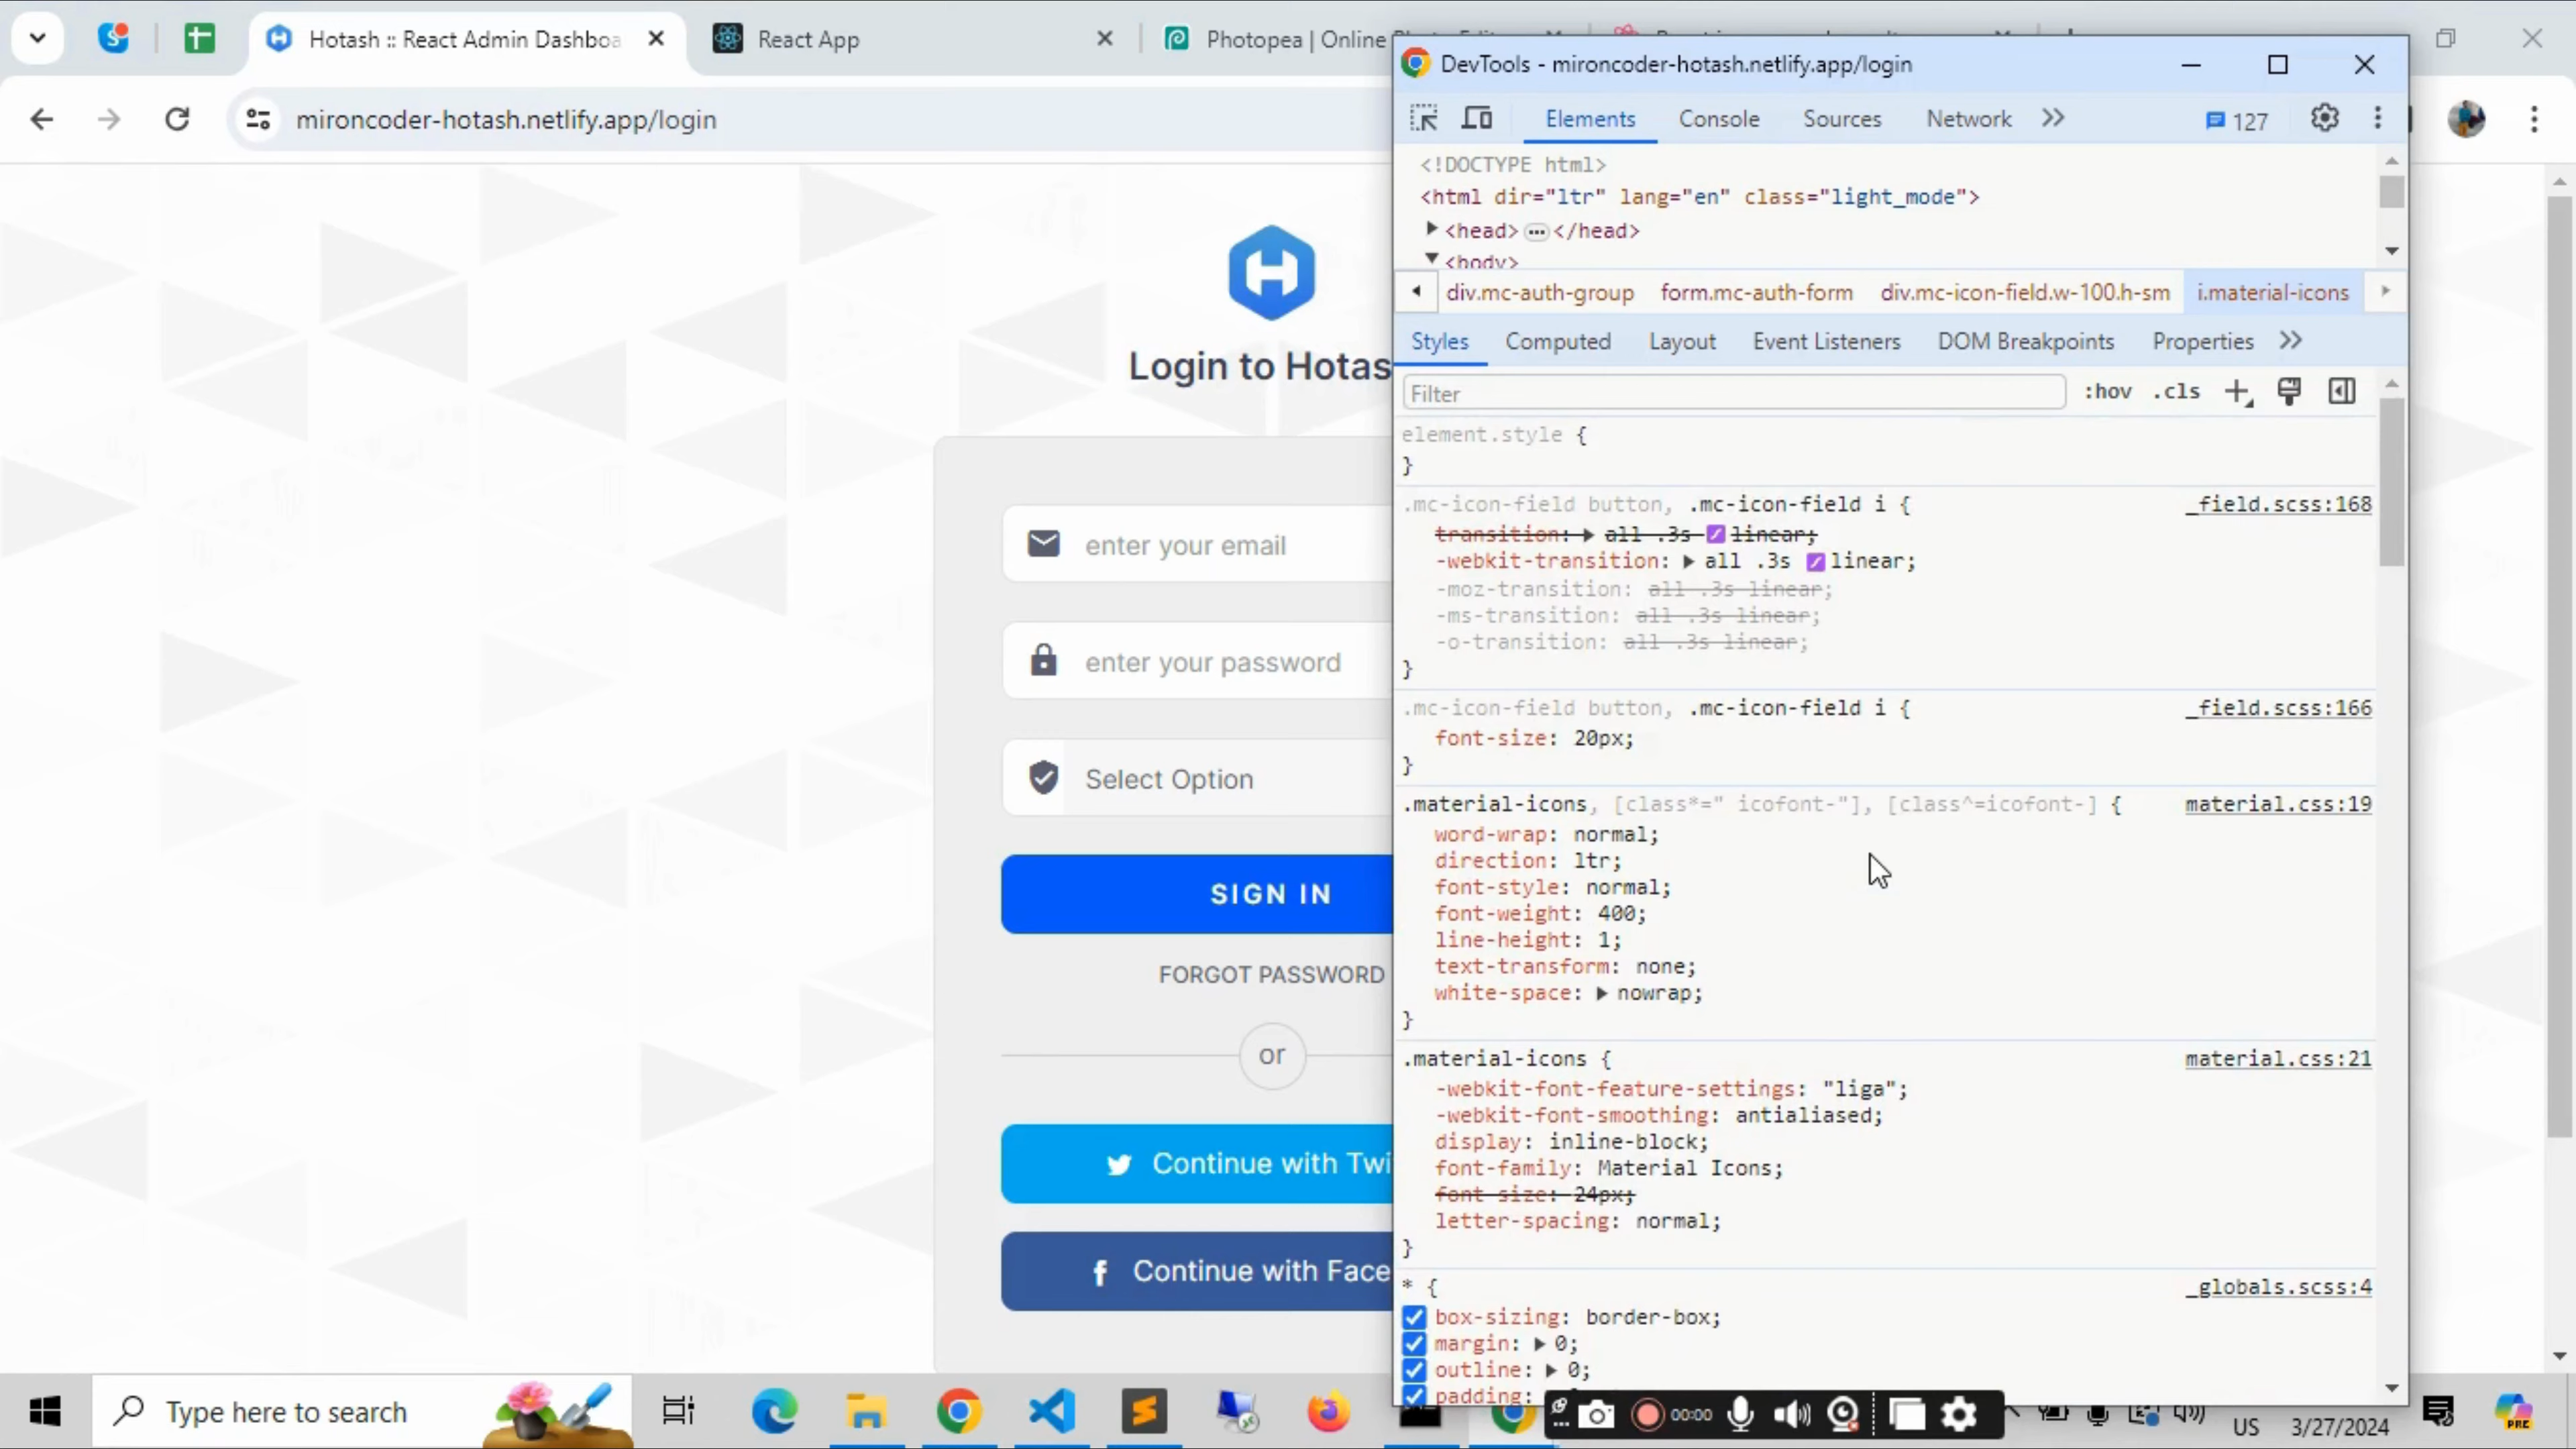 Hotash :: React Admin Dashboa
React App
Photopea | Online
mironcoder-hotash.netlify.app/login
Login to Hotas
enter your email
enter your password
Select Option
SIGN IN
FORGOT PASSWORD
or
Continue with Twi
Continue with Face
DevTools - mironcoder-hotash.netlify.app/login
Elements
Console
Sources
Network
127
<!DOCTYPE html>
<html dir="ltr" lang="en" class="light_mode">
<head> ••• </head>
<body>
div.mc-auth-group
form.mc-auth-form
div.mc-icon-field.w-100.h-sm
i.material-icons
Styles
Computed
Layout
Event Listeners
DOM Breakpoints
Properties
Filter
:hov
.cls
element.style {
}
.mc-icon-field button, .mc-icon-field i {
_field.scss:168
transition: all .3s linear;
-webkit-transition: all .3s linear;
-moz-transition: all .3s linear;
-ms-transition: all .3s linear;
-o-transition: all .3s linear;
}
.mc-icon-field button, .mc-icon-field i {
_field.scss:166
font-size: 20px;
}
.material-icons, [class*=" icofont-"], [class^=icofont-] {
material.css:19
word-wrap: normal;
direction: ltr;
font-style: normal;
font-weight: 400;
line-height: 1;
text-transform: none;
white-space: nowrap;
}
.material-icons {
material.css:21
-webkit-font-feature-settings: "liga";
-webkit-font-smoothing: antialiased;
display: inline-block;
font-family: Material Icons;
font-size: 24px;
letter-spacing: normal;
}
* {
_globals.scss:4
box-sizing: border-box;
margin: 0;
outline: 0;
padding:
Type here to search
00:00
US
3/27/2024
PRE